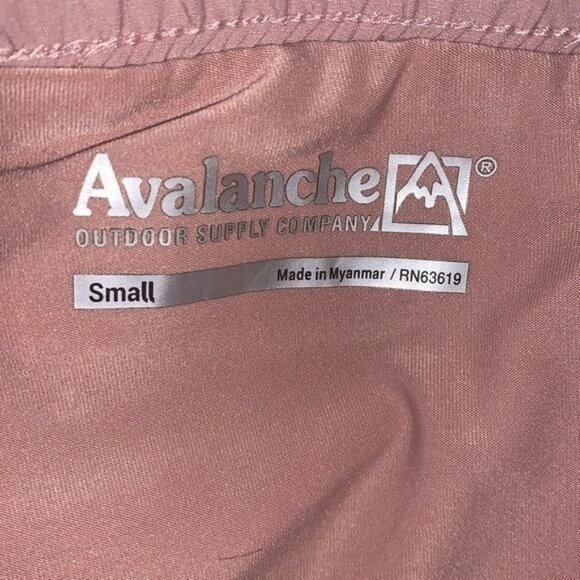 Avalanche ®
OUTDOOR SUPPLY COMPANY
Small Made in Myanmar / RN63619